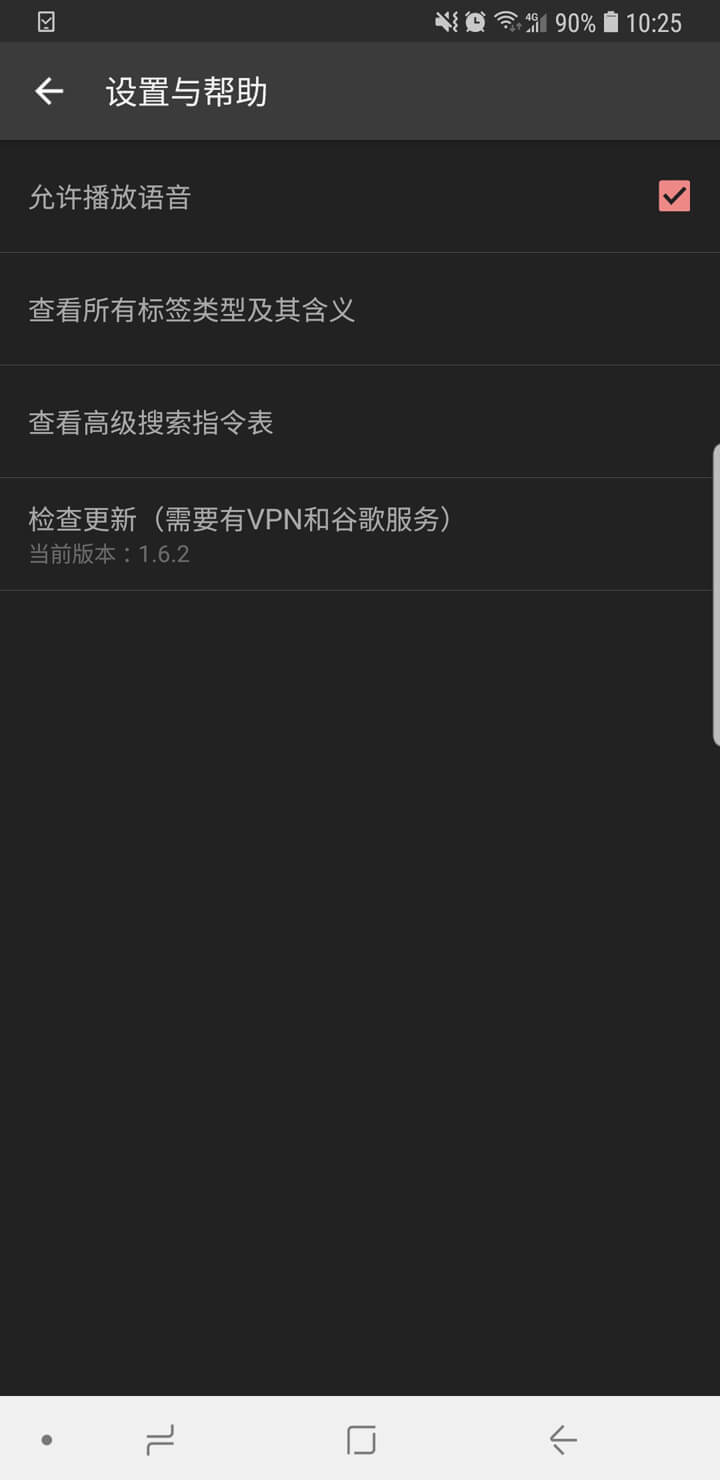 4G 90% 10:25
设置与帮助
允许播放语音
查看所有标签类型及其含义
查看高级搜索指令表
检查更新（需要有VPN和谷歌服务）
当前版本：1.6.2